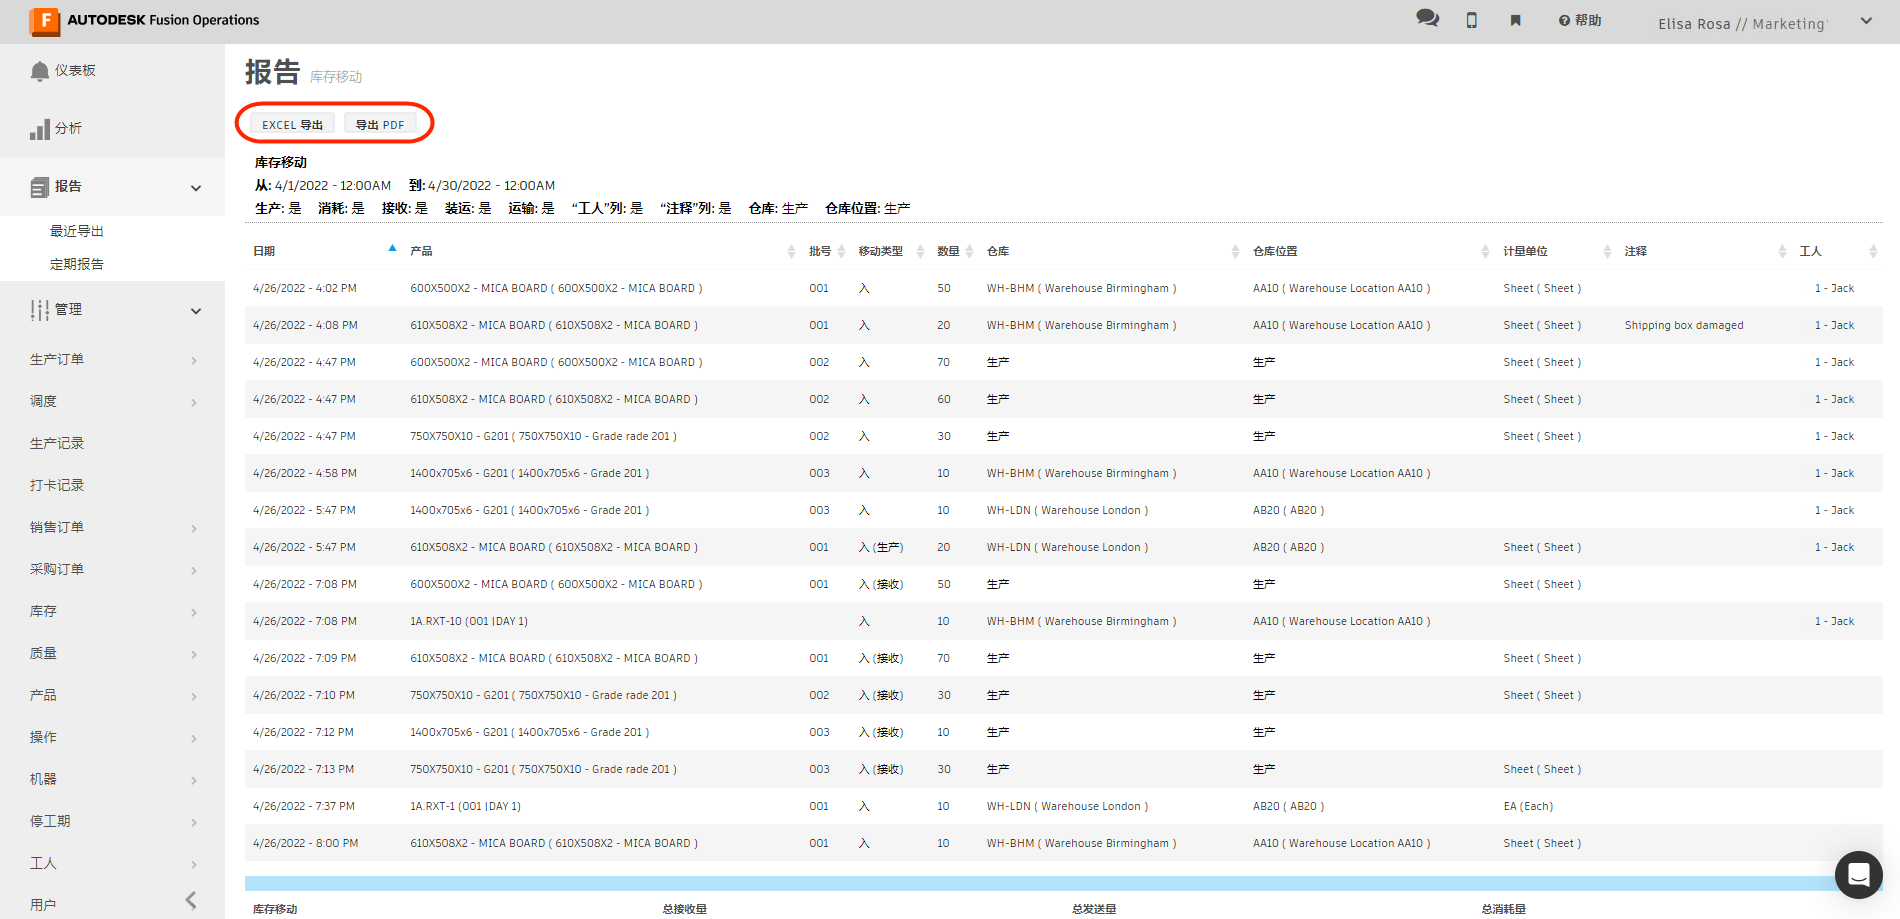 F AUTODESK Fusion Operations
帮助
Elisa Rosa // Marketing
仪表板
分析
报告
最近导出
定期报告
管理
生产订单
调度
生产记录
打卡记录
销售订单
采购订单
库存
质量
产品
操作
机器
停工期
工人
用户
报告 库存移动
EXCEL 导出 导出 PDF
库存移动
从: 4/1/2022 - 12:00AM 到: 4/30/2022 - 12:00AM
生产: 是 消耗: 是 接收: 是 装运: 是 运输: 是 “工人”列: 是 “注释”列: 是 仓库: 生产 仓库位置: 生产
日期 产品 批号 移动类型 数量 仓库 仓库位置 计量单位 注释 工人
4/26/2022 - 4:02 PM 600X500X2 - MICA BOARD ( 600X500X2 - MICA BOARD ) 001 入 50 WH-BHM ( Warehouse Birmingham ) AA10 ( Warehouse Location AA10 ) Sheet ( Sheet ) 1 - Jack
4/26/2022 - 4:08 PM 610X508X2 - MICA BOARD ( 610X508X2 - MICA BOARD ) 001 入 20 WH-BHM ( Warehouse Birmingham ) AA10 ( Warehouse Location AA10 ) Sheet ( Sheet ) Shipping box damaged 1 - Jack
4/26/2022 - 4:47 PM 600X500X2 - MICA BOARD ( 600X500X2 - MICA BOARD ) 002 入 70 生产 生产 Sheet ( Sheet ) 1 - Jack
4/26/2022 - 4:47 PM 610X508X2 - MICA BOARD ( 610X508X2 - MICA BOARD ) 002 入 60 生产 生产 Sheet ( Sheet ) 1 - Jack
4/26/2022 - 4:47 PM 750X750X10 - G201 ( 750X750X10 - Grade rade 201 ) 002 入 30 生产 生产 Sheet ( Sheet ) 1 - Jack
4/26/2022 - 4:58 PM 1400x705x6 - G201 ( 1400x705x6 - Grade 201 ) 003 入 10 WH-BHM ( Warehouse Birmingham ) AA10 ( Warehouse Location AA10 ) 1 - Jack
4/26/2022 - 5:47 PM 1400x705x6 - G201 ( 1400x705x6 - Grade 201 ) 003 入 10 WH-LDN ( Warehouse London ) AB20 ( AB20 ) 1 - Jack
4/26/2022 - 5:47 PM 610X508X2 - MICA BOARD ( 610X508X2 - MICA BOARD ) 001 入 (生产) 20 WH-LDN ( Warehouse London ) AB20 ( AB20 ) Sheet ( Sheet ) 1 - Jack
4/26/2022 - 7:08 PM 600X500X2 - MICA BOARD ( 600X500X2 - MICA BOARD ) 001 入 (接收) 50 生产 生产 Sheet ( Sheet )
4/26/2022 - 7:08 PM 1A.RXT-10 (001 |DAY 1) 入 10 WH-BHM ( Warehouse Birmingham ) AA10 ( Warehouse Location AA10 ) 1 - Jack
4/26/2022 - 7:09 PM 610X508X2 - MICA BOARD ( 610X508X2 - MICA BOARD ) 001 入 (接收) 70 生产 生产 Sheet ( Sheet )
4/26/2022 - 7:10 PM 750X750X10 - G201 ( 750X750X10 - Grade rade 201 ) 002 入 (接收) 30 生产 生产 Sheet ( Sheet )
4/26/2022 - 7:12 PM 1400x705x6 - G201 ( 1400x705x6 - Grade 201 ) 003 入 (接收) 10 生产 生产
4/26/2022 - 7:13 PM 750X750X10 - G201 ( 750X750X10 - Grade rade 201 ) 003 入 (接收) 30 生产 生产 Sheet ( Sheet )
4/26/2022 - 7:37 PM 1A.RXT-1 (001 |DAY 1) 001 入 10 WH-LDN ( Warehouse London ) AB20 ( AB20 ) EA (Each)
4/26/2022 - 8:00 PM 610X508X2 - MICA BOARD ( 610X508X2 - MICA BOARD ) 001 入 10 WH-BHM ( Warehouse Birmingham ) AA10 ( Warehouse Location AA10 ) Sheet ( Sheet )
库存移动 总接收量 总发送量 总消耗量